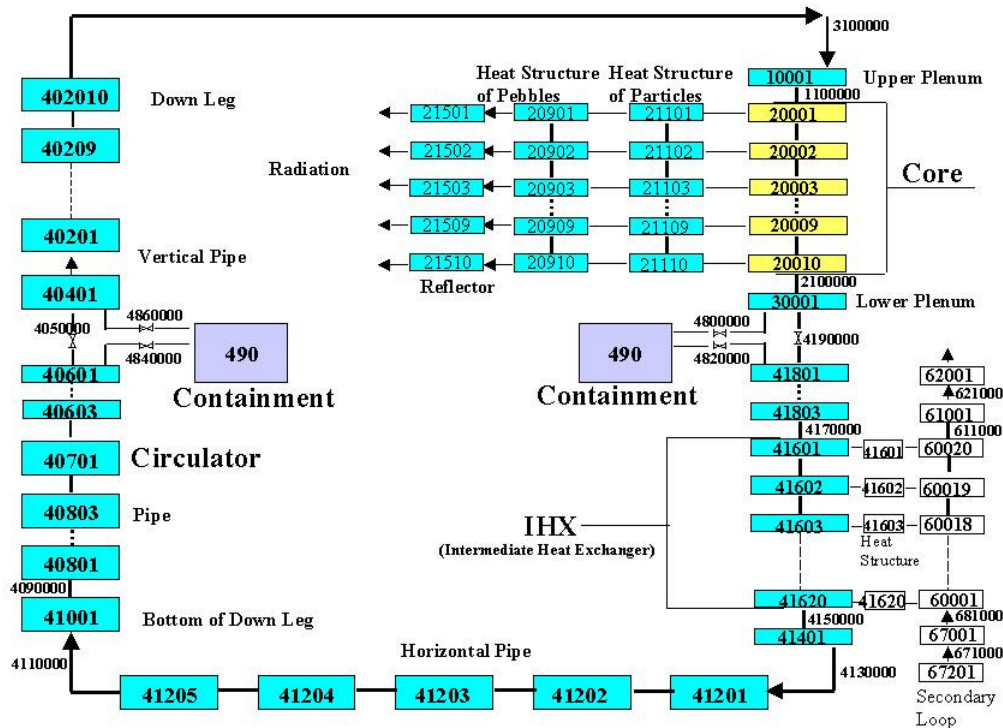 3100000
402010 Down Leg
40209
Heat Structure of Pebbles
Heat Structure of Particles
10001 Upper Plenum
1100000
21501 20901 21101 20001
21502 20902 21102 20002
Radiation
21503 20903 21103 20003
Core
21509 20909 21109 20009
21510 20910 21110 20010
Reflector
2100000
30001 Lower Plenum
40201
Vertical Pipe
40401
4050000
4860000
4840000
490
Containment
40601
40603
4800000
4820000
490
Containment
4190000
41801
41803
4170000
62001
621000
61001
611000
40701 Circulator
40803 Pipe
40801
4090000
41001 Bottom of Down Leg
4110000
IHX
(Intermediate Heat Exchanger)
41601 41601 60020
41602 41602 60019
41603 41603 60018
Heat
Structure
41620 41620 60001
4150000
681000
41401
67001
671000
67201
Secondary
Loop
Horizontal Pipe
4130000
41205 41204 41203 41202 41201